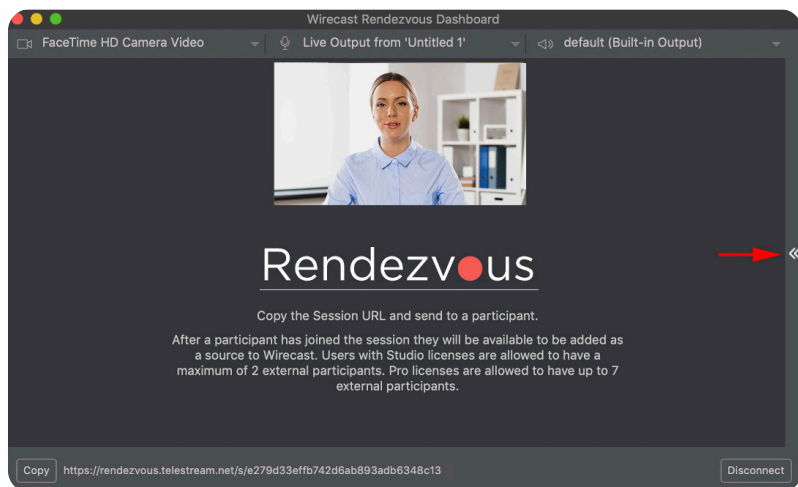 Wirecast Rendezvous Dashboard
FaceTime HD Camera Video
Live Output from 'Untitled 1'
default (Built-in Output)
Rendezvous
Copy the Session URL and send to a participant.
After a participant has joined the session they will be available to be added as
a source to Wirecast. Users with Studio licenses are allowed to have a
maximum of 2 external participants. Pro licenses are allowed to have up to 7
external participants.
Copy
https://rendezvous.telestream.net/s/e279d33effb742d6ab893adb6348c13
Disconnect